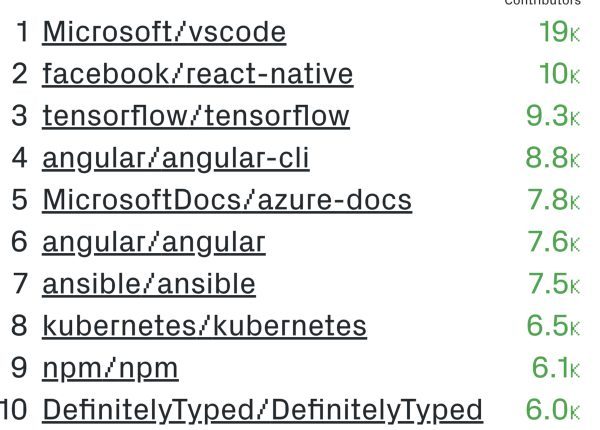 Contributors
1 Microsoft/vscode 19K
2 facebook/react-native 10K
3 tensorflow/tensorflow 9.3K
4 angular/angular-cli 8.8K
5 MicrosoftDocs/azure-docs 7.8K
6 angular/angular 7.6K
7 ansible/ansible 7.5K
8 kubernetes/kubernetes 6.5K
9 npm/npm 6.1K
10 DefinitelyTyped/DefinitelyTyped 6.0K